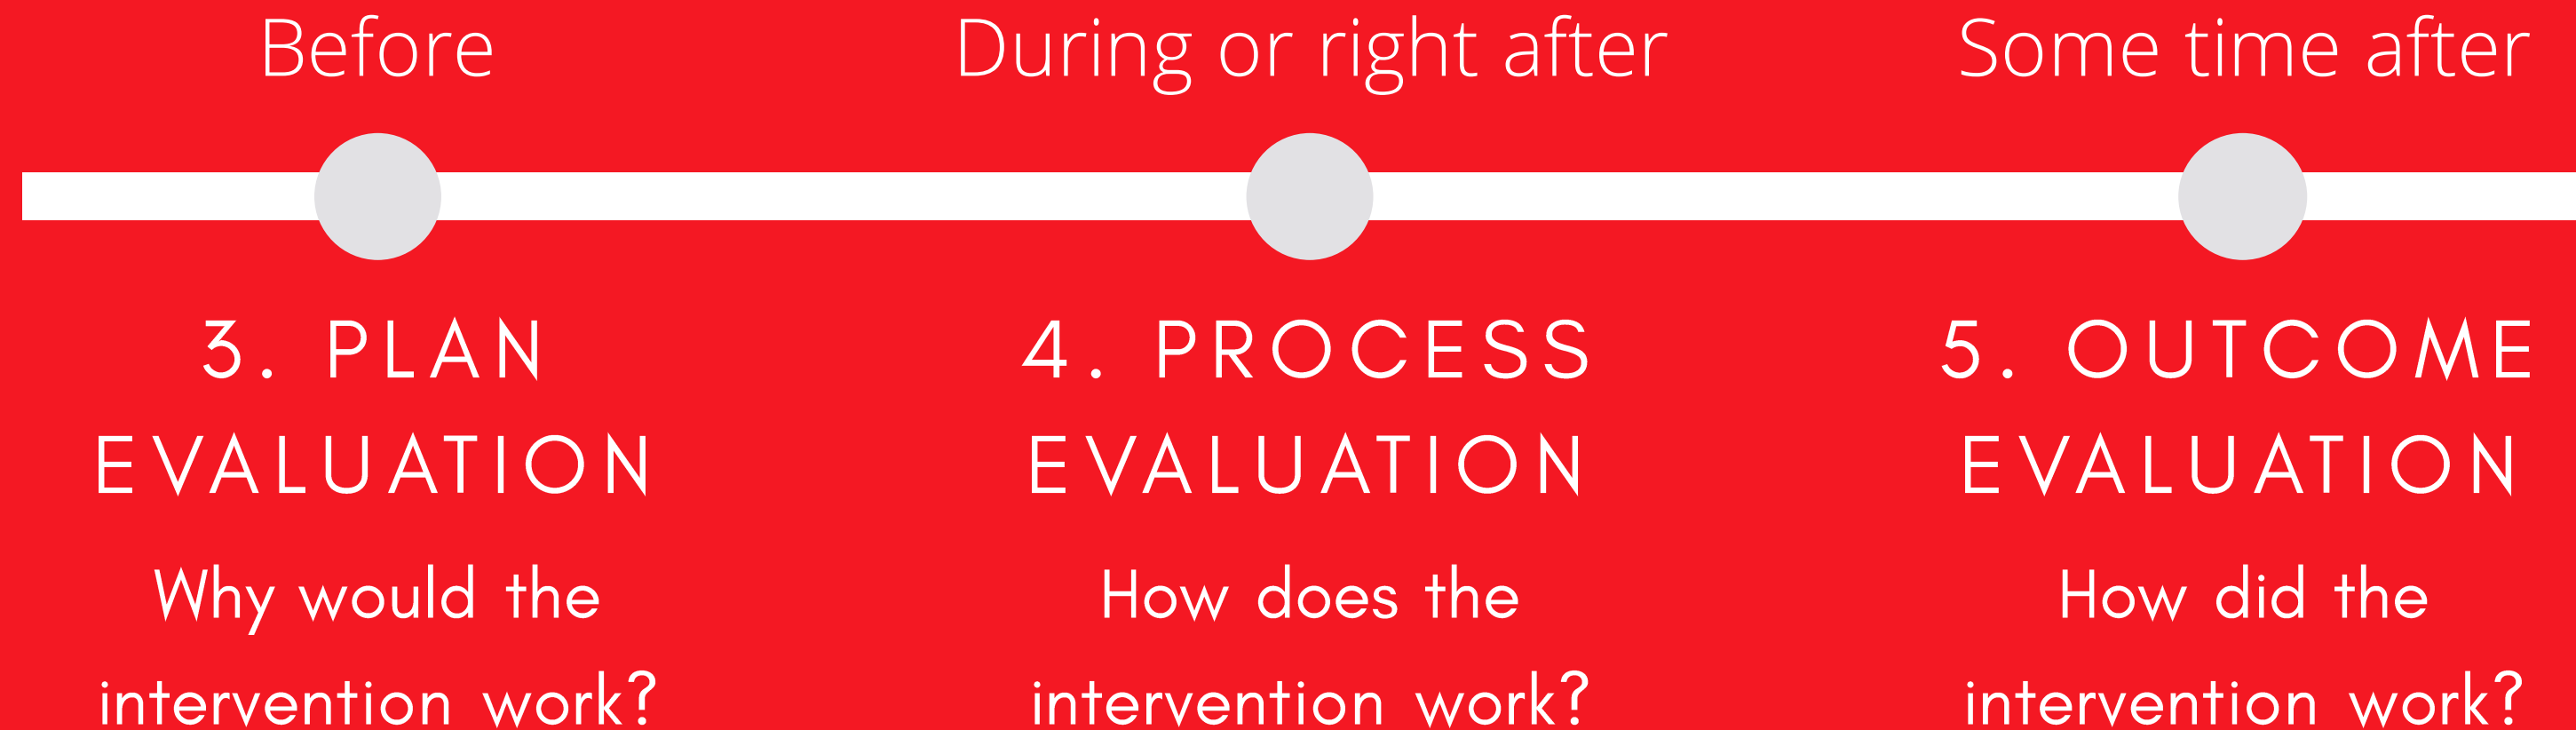 Before
During or right after
Some time after
3. PLAN
EVALUATION
Why would the
intervention work?
4. PROCESS
EVALUATION
How does the
intervention work?
5. OUTCOME
EVALUATION
How did the
intervention work?